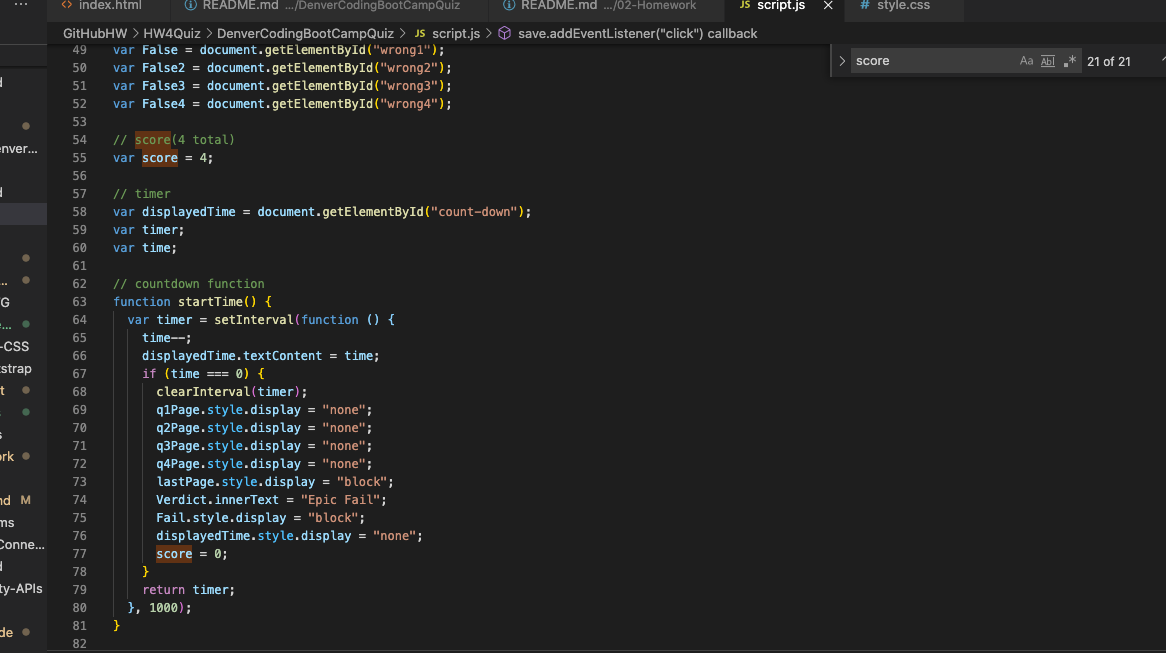 index.html README.md .../DenverCodingBootCampQuiz README.md .../02-Homework JS script.js # style.css
GitHubHW > HW4Quiz > DenverCodingBootCampQuiz > JS script.js > save.addEventListener("click") callback
score Aa Abl .* 21 of 21
49 var False = document.getElementById("wrong1");
50 var False2 = document.getElementById("wrong2");
51 var False3 = document.getElementById("wrong3");
52 var False4 = document.getElementById("wrong4");
53
54 // score(4 total)
55 var score = 4;
56
57 // timer
58 var displayedTime = document.getElementById("count-down");
59 var timer;
60 var time;
61
62 // countdown function
63 function startTime() {
64 var timer = setInterval(function () {
65 time--;
66 displayedTime.textContent = time;
67 if (time === 0) {
68 clearInterval(timer);
69 q1Page.style.display = "none";
70 q2Page.style.display = "none";
71 q3Page.style.display = "none";
72 q4Page.style.display = "none";
73 lastPage.style.display = "block";
74 Verdict.innerText = "Epic Fail";
75 Fail.style.display = "block";
76 displayedTime.style.display = "none";
77 score = 0;
78 }
79 return timer;
80 }, 1000);
81 }
82
enver...
G
e...
-CSS
tstrap
t
s
ork
nd M
ms
Conne...
d
ty-APIs
de